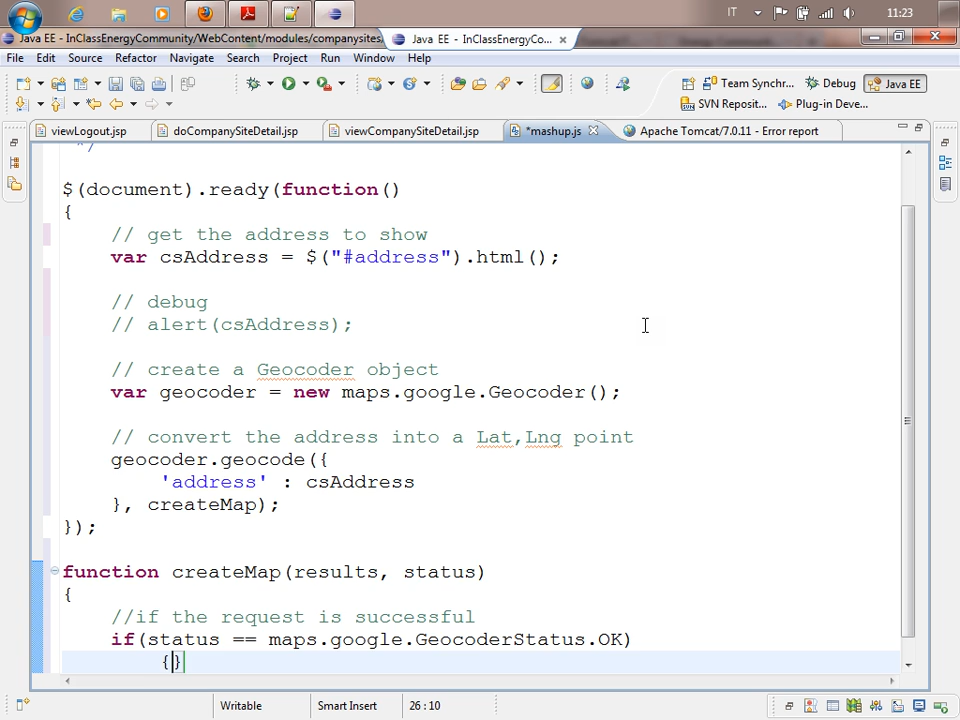 IT
11:23
Java EE - InClassEnergyCommunity/WebContent/modules/companysites
Java EE - InClassEnergyCo...
File Edit Source Refactor Navigate Search Project Run Window Help
Team Synchr...
Debug
Java EE
SVN Reposit...
Plug-in Deve...
viewLogout.jsp
doCompanySiteDetail.jsp
viewCompanySiteDetail.jsp
*mashup.js
Apache Tomcat/7.0.11 - Error report
*/
$(document).ready(function()
{
// get the address to show
var csAddress = $("#address").html();
// debug
// alert(csAddress);
// create a Geocoder object
var geocoder = new maps.google.Geocoder();
// convert the address into a Lat,Lng point
geocoder.geocode({
'address' : csAddress
}, createMap);
});
function createMap(results, status)
{
//if the request is successful
if(status == maps.google.GeocoderStatus.OK)
{}
Writable
Smart Insert
26 : 10